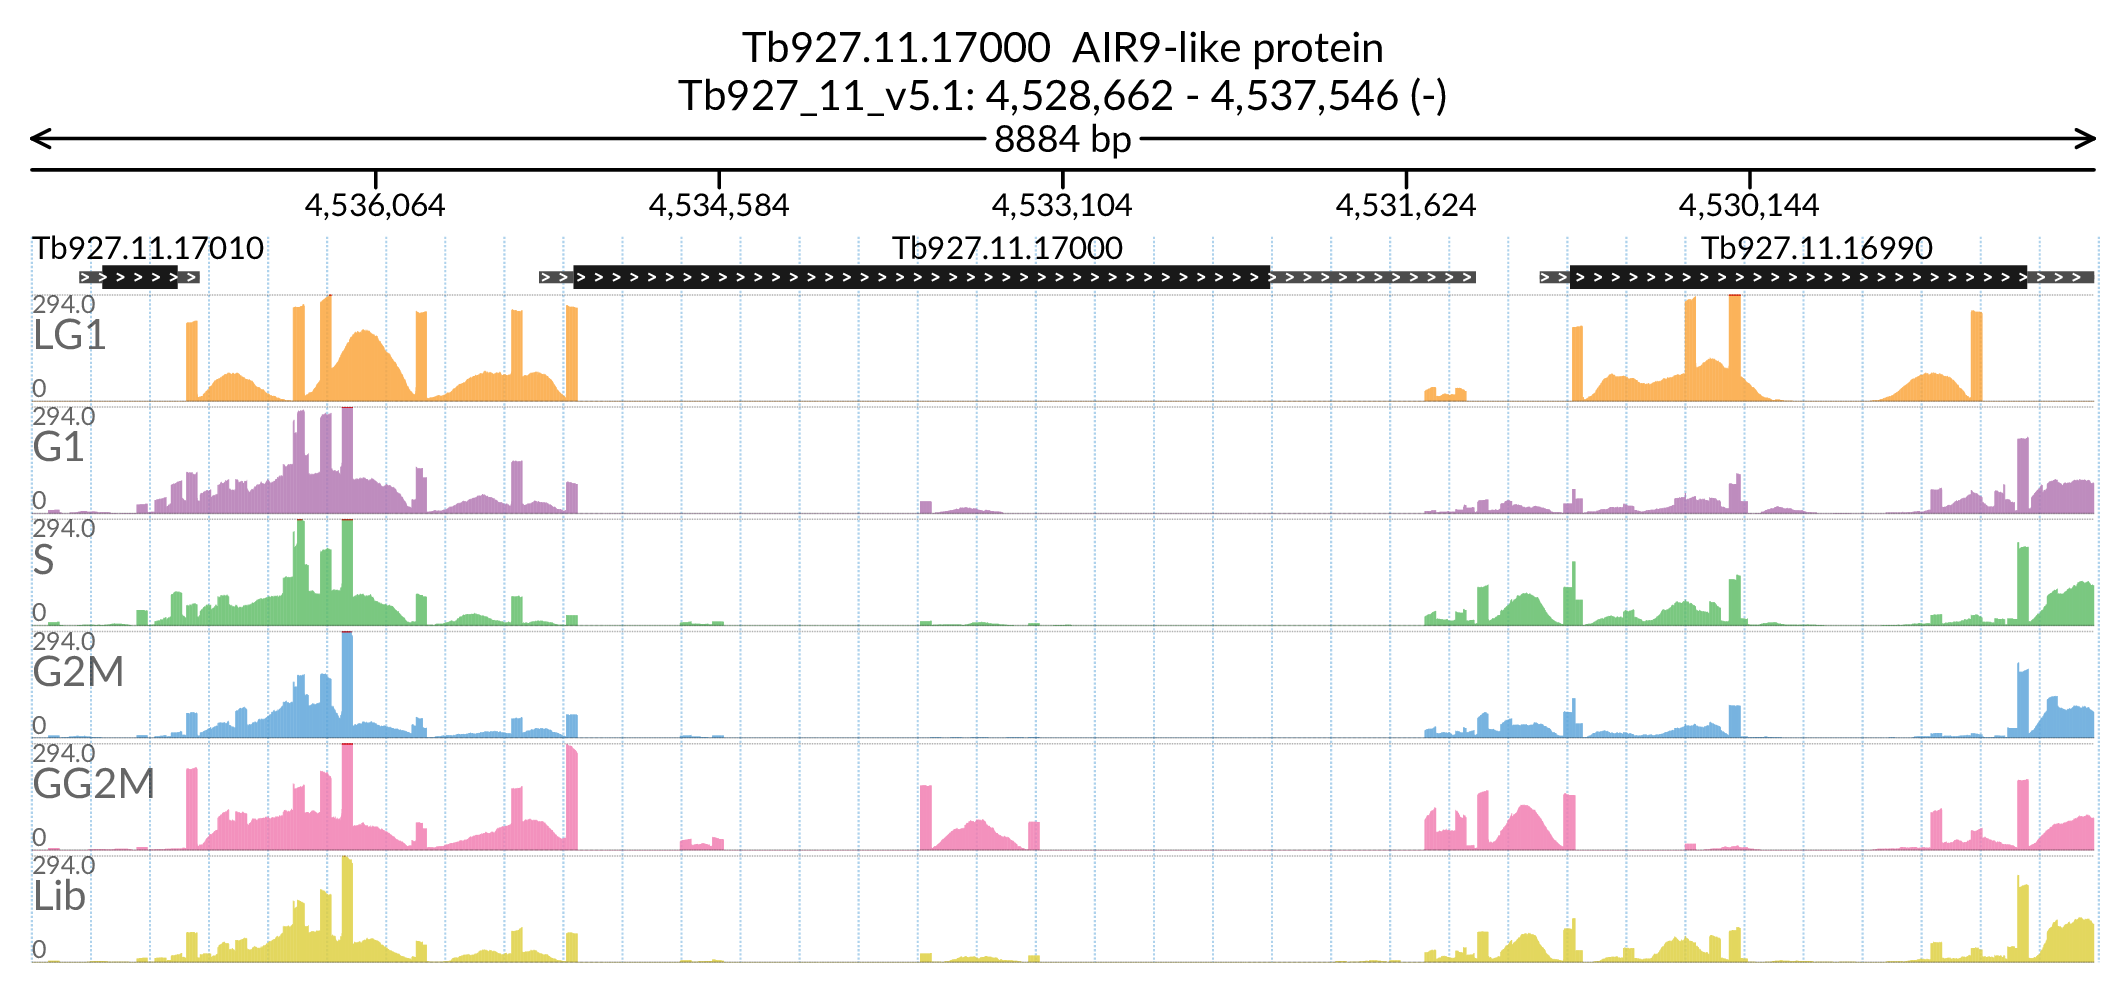 Tb927.11.17000 AIR9-like protein
Tb927_11_v5.1: 4,528,662 - 4,537,546 (-)
8884 bp
4,536,064 4,534,584 4,533,104 4,531,624 4,530,144
Tb927.11.17010 Tb927.11.17000 Tb927.11.16990
294.0
LG1
0
294.0
G1
0
294.0
S
0
294.0
G2M
0
294.0
GG2M
0
294.0
Lib
0